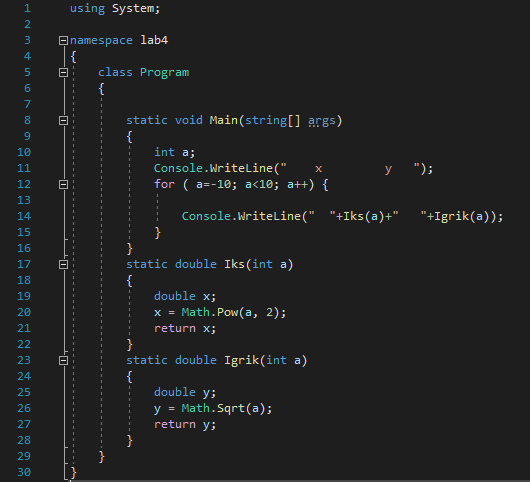 1 using System;
2
3 namespace lab4
4 {
5 class Program
6 {
7
8 static void Main(string[] args)
9 {
10 int a;
11 Console.WriteLine("    x         y   ");
12 for ( a=-10; a<10; a++) {
13
14 Console.WriteLine("  "+Iks(a)+"   "+Igrik(a));
15 }
16 }
17 static double Iks(int a)
18 {
19 double x;
20 x = Math.Pow(a, 2);
21 return x;
22 }
23 static double Igrik(int a)
24 {
25 double y;
26 y = Math.Sqrt(a);
27 return y;
28 }
29 }
30 }